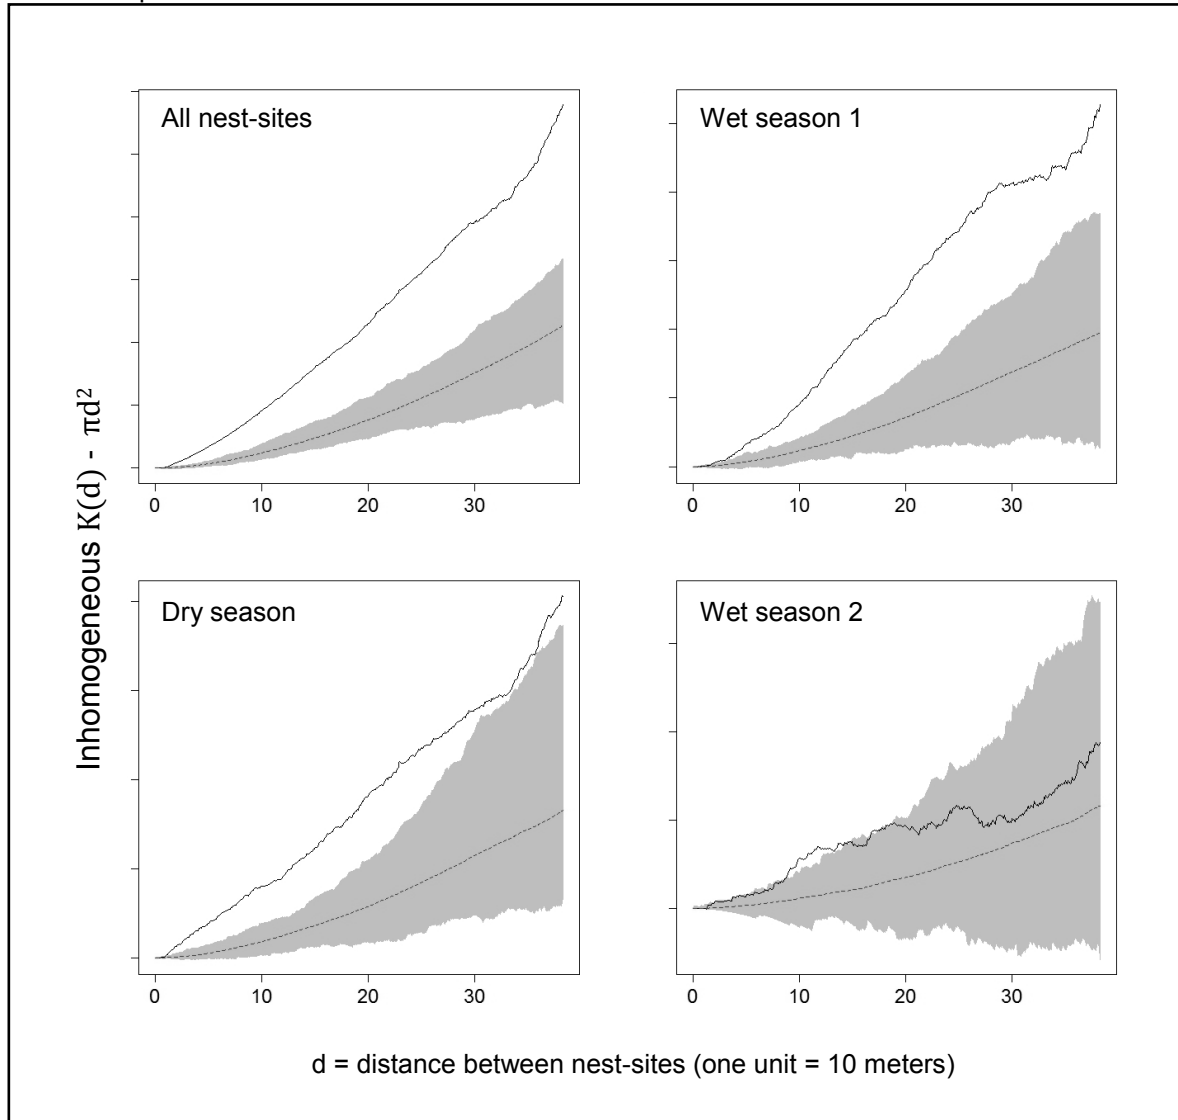 All nest-sites
Wet season 1
0 10 20 30
0 10 20 30
Inhomogeneous K(d) - πd²
Dry season
Wet season 2
0 10 20 30
0 10 20 30
d = distance between nest-sites (one unit = 10 meters)